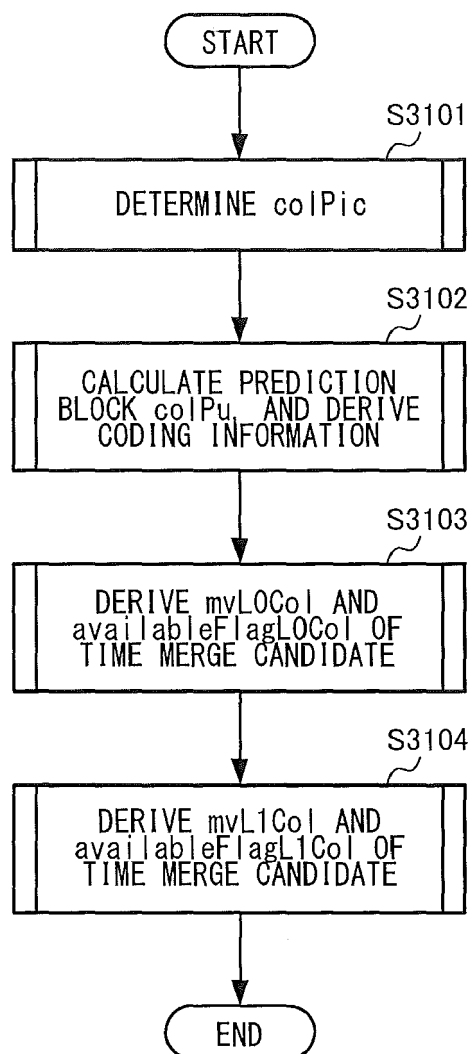 START
S3101
DETERMINE colPic
S3102
CALCULATE PREDICTION
BLOCK colPu, AND DERIVE
CODING INFORMATION
S3103
DERIVE mvL0Col AND
availableFlagL0Col OF
TIME MERGE CANDIDATE
S3104
DERIVE mvL1Col AND
availableFlagL1Col OF
TIME MERGE CANDIDATE
END